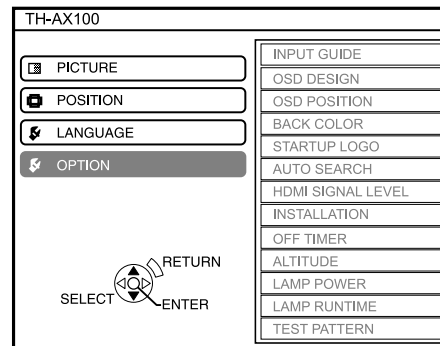 TH-AX100
PICTURE
POSITION
LANGUAGE
OPTION
RETURN
SELECT
ENTER
INPUT GUIDE
OSD DESIGN
OSD POSITION
BACK COLOR
STARTUP LOGO
AUTO SEARCH
HDMI SIGNAL LEVEL
INSTALLATION
OFF TIMER
ALTITUDE
LAMP POWER
LAMP RUNTIME
TEST PATTERN